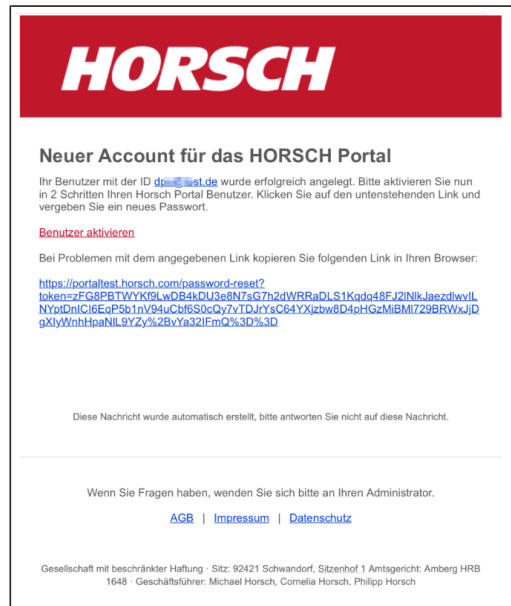 HORSCH
Neuer Account für das HORSCH Portal
Ihr Benutzer mit der ID wurde erfolgreich angelegt. Bitte aktivieren Sie nun
in 2 Schritten Ihren Horsch Portal Benutzer. Klicken Sie auf den untenstehenden Link und
vergeben Sie ein neues Passwort.
Benutzer aktivieren
Bei Problemen mit dem angegebenen Link kopieren Sie folgenden Link in Ihren Browser:
https://portaltest.horsch.com/password-reset?
token=zFG8PBTWYKf9LwDB4kDU3e8N7sG7h2dWRRaDLS1Kqdq48FJ2lNlkJaezdlwvIL
NYptDnICI6EqP5b1nV94uCbf6S0cQy7vTDJrYsC64YXjzbw8D4pHGzMiBMl729BRWxJjD
gXIyWnhHpaNlL9YZy%2BvYa32IFmQ%3D%3D
Diese Nachricht wurde automatisch erstellt, bitte antworten Sie nicht auf diese Nachricht.
Wenn Sie Fragen haben, wenden Sie sich bitte an Ihren Administrator.
AGB | Impressum | Datenschutz
Gesellschaft mit beschränkter Haftung · Sitz: 92421 Schwandorf, Sitzenhof 1 Amtsgericht: Amberg HRB
1648 · Geschäftsführer: Michael Horsch, Cornelia Horsch, Philipp Horsch